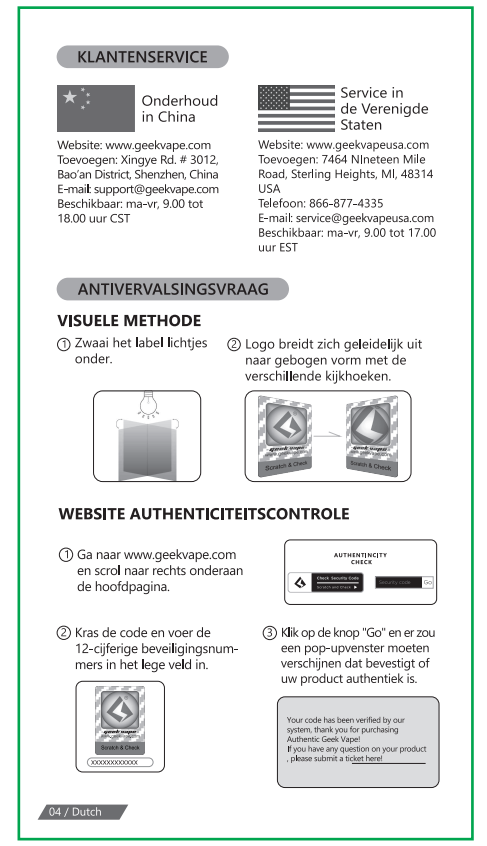 KLANTENSERVICE
Onderhoud
in China
Website: www.geekvape.com
Toevoegen: Xingye Rd. # 3012,
Bao'an District, Shenzhen, China
E-mail: support@geekvape.com
Beschikbaar: ma-vr, 9.00 tot
18.00 uur CST
Service in
de Verenigde
Staten
Website: www.geekvapeusa.com
Toevoegen: 7464 NIneteen Mile
Road, Sterling Heights, MI, 48314
USA
Telefoon: 866-877-4335
E-mail: service@geekvapeusa.com
Beschikbaar: ma-vr, 9.00 tot 17.00
uur EST
ANTIVERVALSINGSVRAAG
VISUELE METHODE
① Zwaai het label lichtjes
onder.
② Logo breidt zich geleidelijk uit
naar gebogen vorm met de
verschillende kijkhoeken.
geek vape
Scratch & Check
geek vape
Scratch & Check
WEBSITE AUTHENTICITEITSCONTROLE
① Ga naar www.geekvape.com
en scrol naar rechts onderaan
de hoofdpagina.
AUTHENTINCITY
CHECK
Check Security Code
Scratch and Check
Security code
Go
② Kras de code en voer de
12-cijferige beveiligingsnum-
mers in het lege veld in.
geek vape
Scratch & Check
XXXXXXXXXXXX
③ Klik op de knop "Go" en er zou
een pop-upvenster moeten
verschijnen dat bevestigt of
uw product authentiek is.
Your code has been verified by our
system, thank you for purchasing
Authentic Geek Vape!
If you have any question on your product
, please submit a ticket here!
04 / Dutch